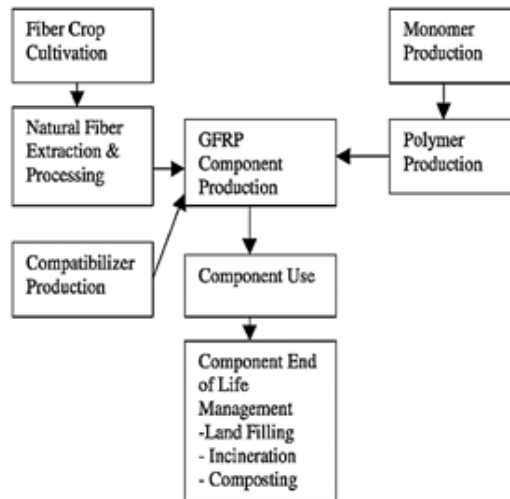 Fiber Crop
Cultivation
Monomer
Production
Natural Fiber
Extraction &
Processing
GFRP
Component
Production
Polymer
Production
Compatibilizer
Production
Component Use
Component End
of Life
Management
-Land Filling
- Incineration
- Composting